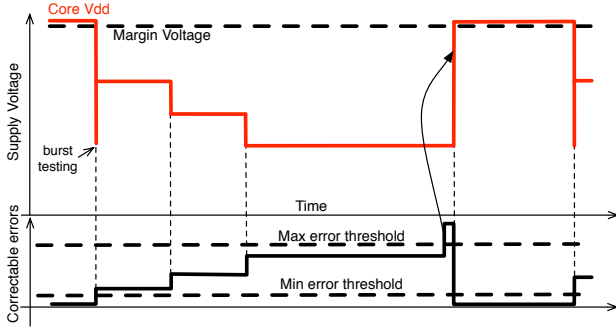 Core Vdd
Margin Voltage
Supply Voltage
burst
testing
Time
Correctable errors
Max error threshold
Min error threshold